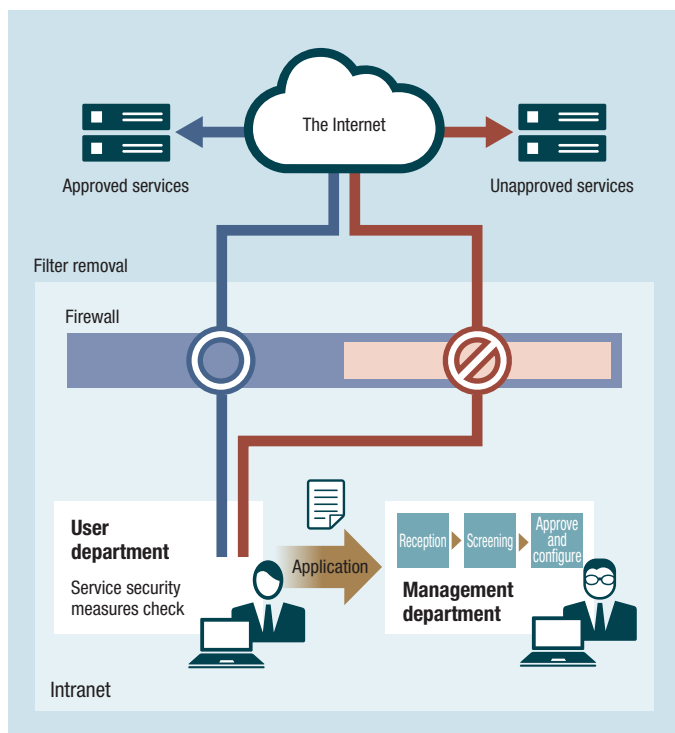 The Internet
Approved services
Unapproved services
Filter removal
Firewall
User
department
Service security
measures check
Application
Reception
Screening
Approve
and
configure
Management
department
Intranet